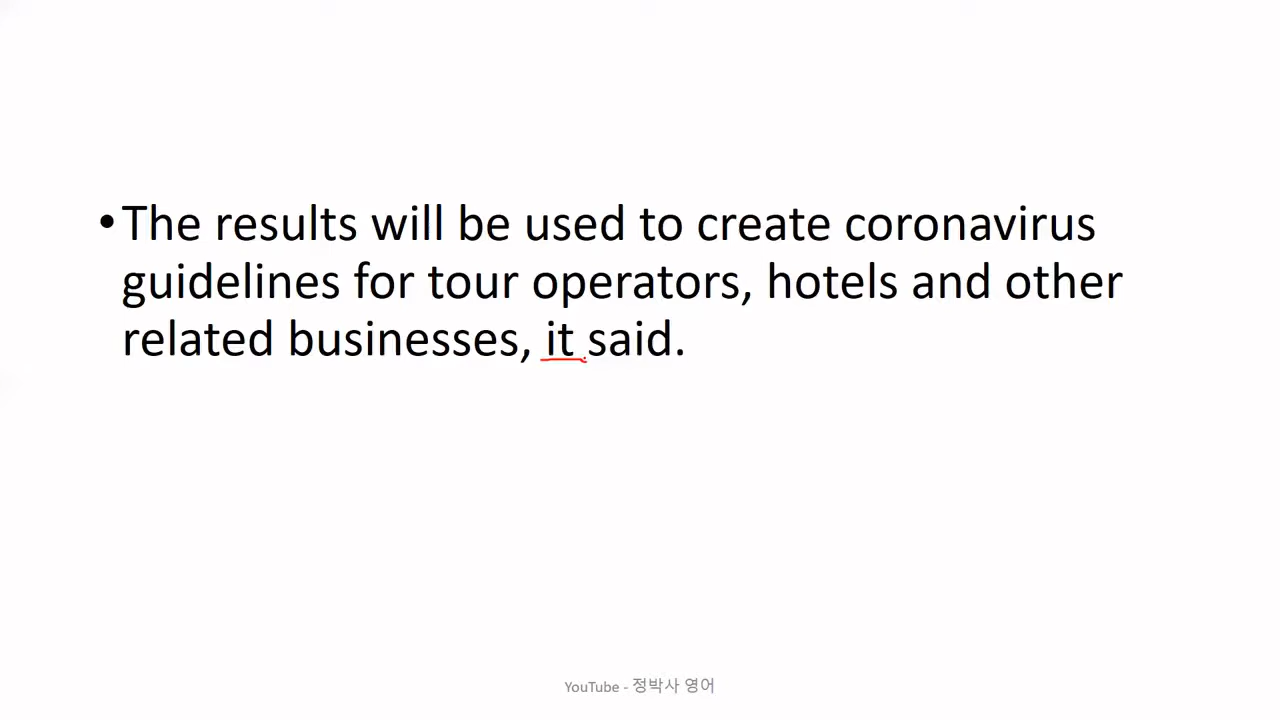 •The results will be used to create coronavirus
guidelines for tour operators, hotels and other
related businesses, it said.
YouTube - 정박사 영어